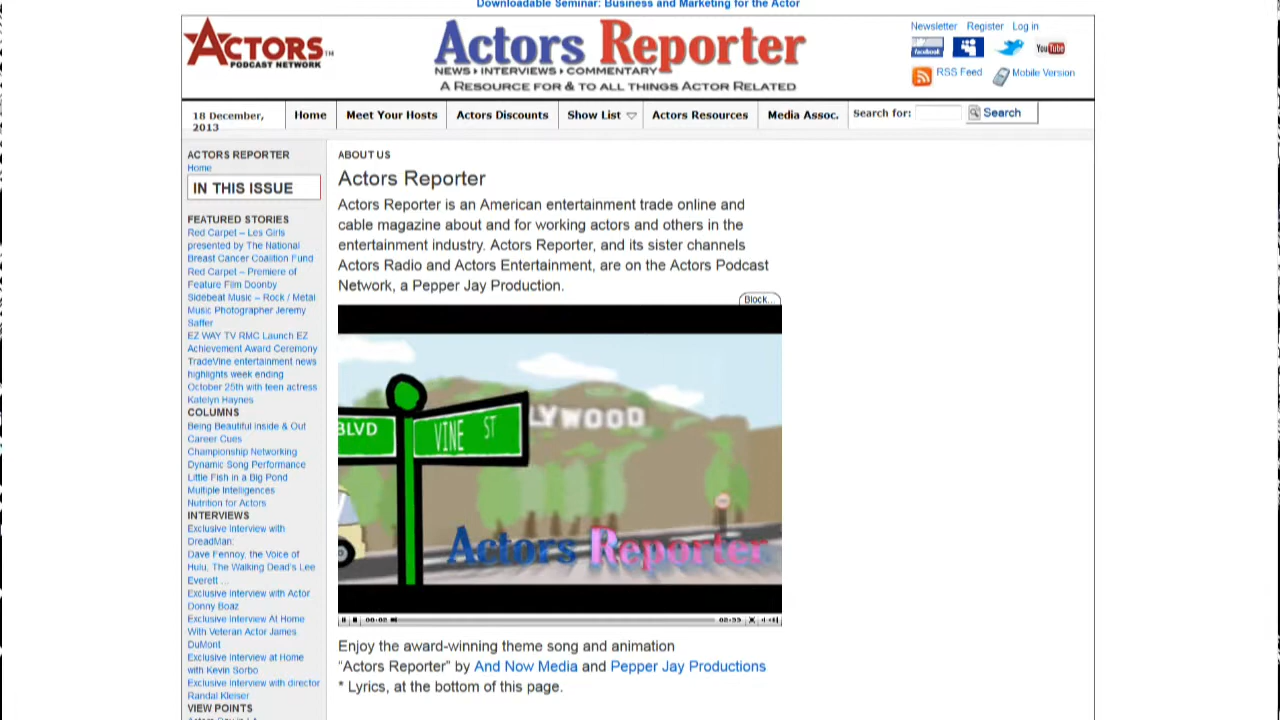 Downloadable Seminar: Business and Marketing for the Actor
ACTORS™
PODCAST NETWORK
Actors Reporter
NEWS • INTERVIEWS • COMMENTARY
A RESOURCE FOR & TO ALL THINGS ACTOR RELATED
Newsletter Register Log in
facebook
YouTube
RSS Feed Mobile Version
18 December, 2013
Home Meet Your Hosts Actors Discounts Show List Actors Resources Media Assoc. Search for: Search
ACTORS REPORTER
Home
IN THIS ISSUE
FEATURED STORIES
Red Carpet – Les Girls
presented by The National
Breast Cancer Coalition Fund
Red Carpet – Premiere of
Feature Film Doonby
Sidebeat Music – Rock / Metal
Music Photographer Jeremy
Saffer
EZ WAY TV RMC Launch EZ
Achievement Award Ceremony
TradeVine entertainment news
highlights week ending
October 25th with teen actress
Katelyn Haynes
COLUMNS
Being Beautiful Inside & Out
Career Cues
Championship Networking
Dynamic Song Performance
Little Fish in a Big Pond
Multiple Intelligences
Nutrition for Actors
INTERVIEWS
Exclusive Interview with
DreadMan:
Dave Fennoy, the Voice of
Hulu, The Walking Dead's Lee
Everett ...
Exclusive Interview with Actor
Donny Boaz
Exclusive Interview At Home
With Veteran Actor James
DuMont
Exclusive Interview at Home
with Kevin Sorbo
Exclusive Interview with director
Randal Kleiser
VIEW POINTS
ABOUT US
Actors Reporter
Actors Reporter is an American entertainment trade online and
cable magazine about and for working actors and others in the
entertainment industry. Actors Reporter, and its sister channels
Actors Radio and Actors Entertainment, are on the Actors Podcast
Network, a Pepper Jay Production.
Block...
LYWOOD
BLVD
VINE ST
Actors Reporter
00:02 02:33
Enjoy the award-winning theme song and animation
“Actors Reporter” by And Now Media and Pepper Jay Productions
* Lyrics, at the bottom of this page.